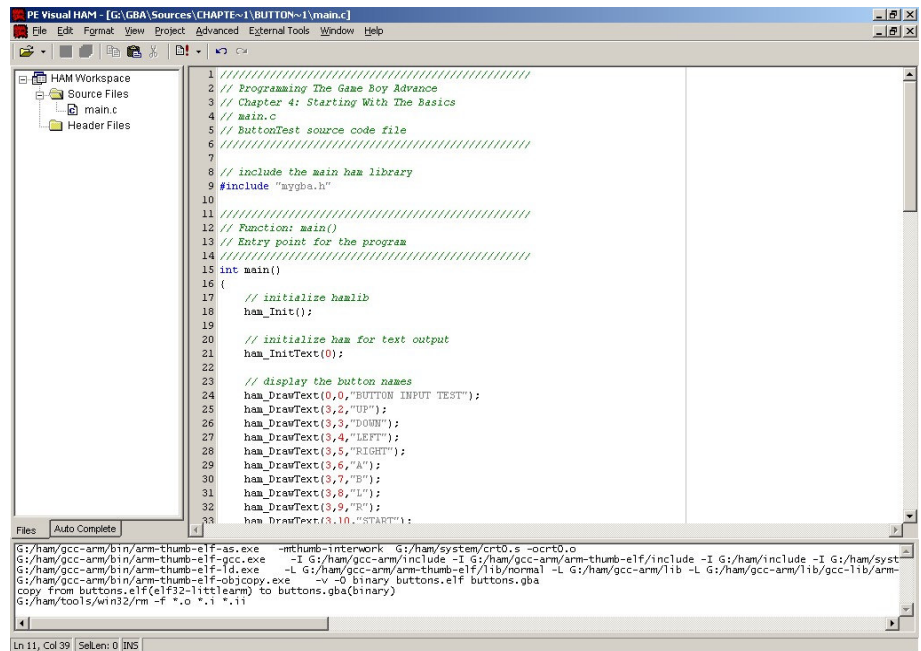 PE Visual HAM - [G:\GBA\Sources\CHAPTE~1\BUTTON~1\main.c]
File Edit Format View Project Advanced External Tools Window Help
HAM Workspace
Source Files
main.c
Header Files
Files Auto Complete
1 /////////////////////////////////////////////////
2 // Programming The Game Boy Advance
3 // Chapter 4: Starting With The Basics
4 // main.c
5 // ButtonTest source code file
6 /////////////////////////////////////////////////
7
8 // include the main ham library
9 #include "mygba.h"
10
11 /////////////////////////////////////////////////
12 // Function: main()
13 // Entry point for the program
14 /////////////////////////////////////////////////
15 int main()
16 {
17 // initialize hamlib
18 ham_Init();
19
20 // initialize ham for text output
21 ham_InitText(0);
22
23 // display the button names
24 ham_DrawText(0,0,"BUTTON INPUT TEST");
25 ham_DrawText(3,2,"UP");
26 ham_DrawText(3,3,"DOWN");
27 ham_DrawText(3,4,"LEFT");
28 ham_DrawText(3,5,"RIGHT");
29 ham_DrawText(3,6,"A");
30 ham_DrawText(3,7,"B");
31 ham_DrawText(3,8,"L");
32 ham_DrawText(3,9,"R");
33 ham_DrawText(3,10,"START");
G:/ham/gcc-arm/bin/arm-thumb-elf-as.exe -mthumb-interwork G:/ham/system/crt0.s -ocrt0.o
G:/ham/gcc-arm/bin/arm-thumb-elf-gcc.exe -I G:/ham/gcc-arm/include -I G:/ham/gcc-arm/arm-thumb-elf/include -I G:/ham/include -I G:/ham/syst
G:/ham/gcc-arm/bin/arm-thumb-elf-ld.exe -L G:/ham/gcc-arm/arm-thumb-elf/lib/normal -L G:/ham/gcc-arm/lib -L G:/ham/gcc-arm/lib/gcc-lib/arm-
G:/ham/gcc-arm/bin/arm-thumb-elf-objcopy.exe -v -O binary buttons.elf buttons.gba
copy from buttons.elf(elf32-littlearm) to buttons.gba(binary)
G:/ham/tools/win32/rm -f *.o *.i *.ii
Ln 11, Col 39 SelLen: 0 INS